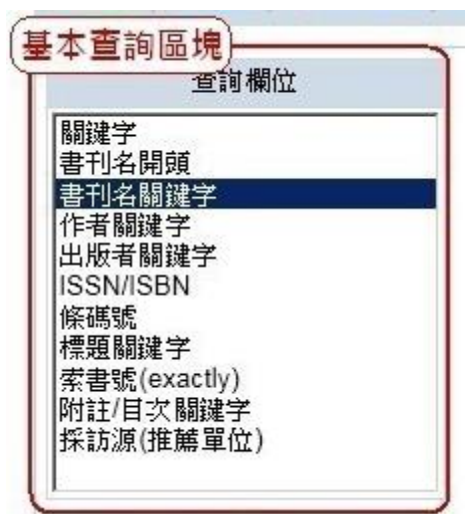 基本查詢區塊
查詢欄位
關鍵字
書刊名開頭
書刊名關鍵字
作者關鍵字
出版者關鍵字
ISSN/ISBN
條碼號
標題關鍵字
索書號(exactly)
附註/目次關鍵字
採訪源(推薦單位)